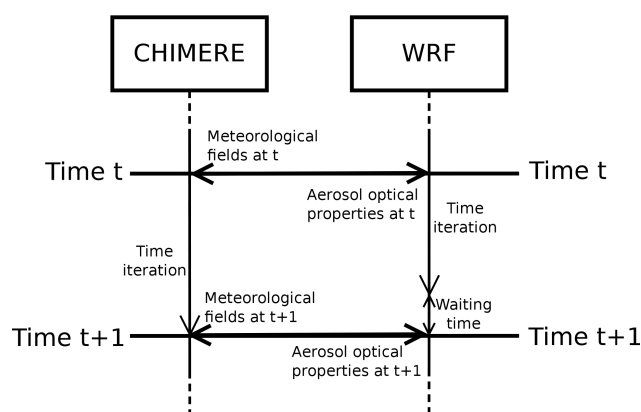 CHIMERE
WRF
Meteorological
fields at t
Time t
Time t
Aerosol optical
properties at t
Time
iteration
Time
iteration
Meteorological
fields at t+1
Waiting
time
Time t+1
Time t+1
Aerosol optical
properties at t+1